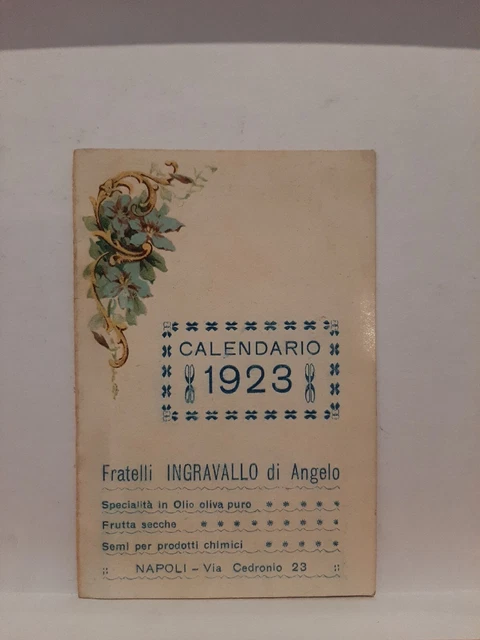 CALENDARIO
1923
Fratelli INGRAVALLO di Angelo
Specialità in Olio oliva puro
Frutta secche
Semi per prodotti chimici
NAPOLI - Via Cedronio 23